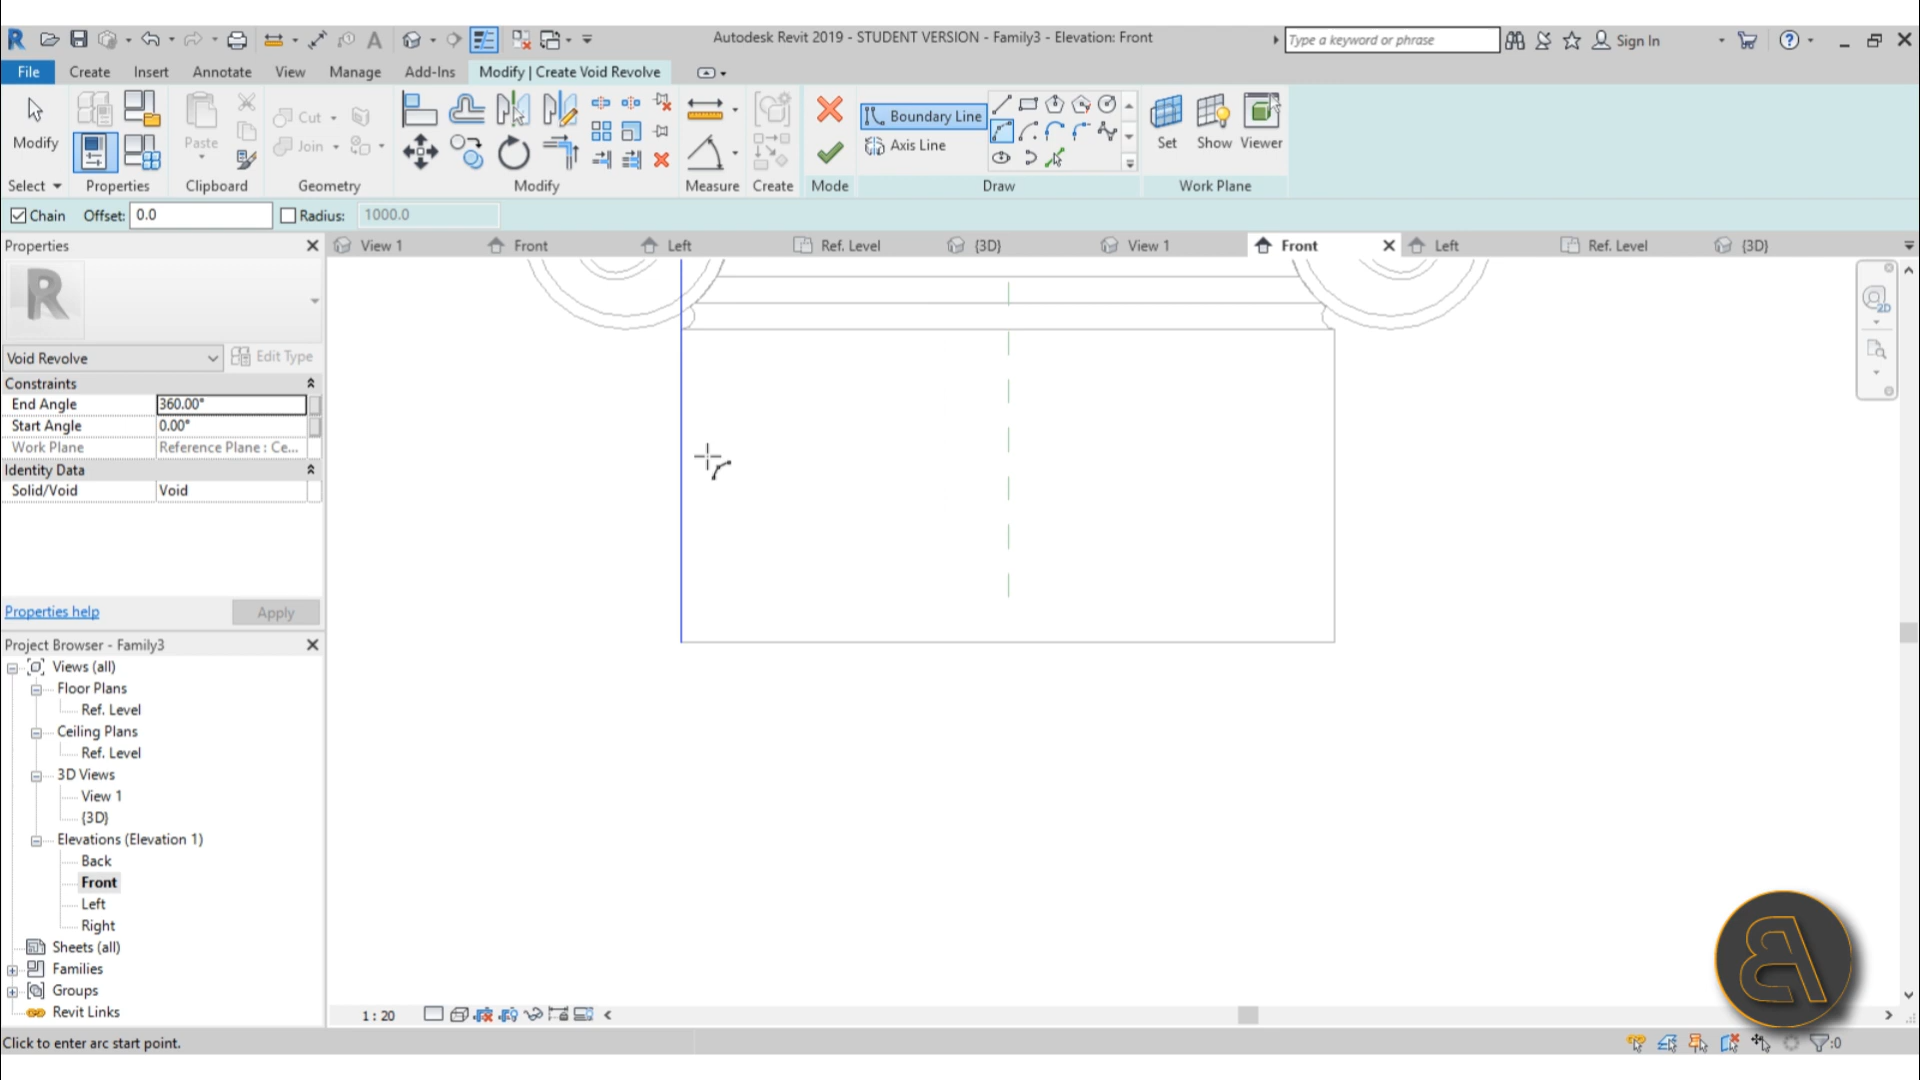 Autodesk Revit 2019 - STUDENT VERSION - Family3 - Elevation: Front
Type a keyword or phrase
Sign In
File Create Insert Annotate View Manage Add-Ins Modify | Create Void Revolve
Modify
Paste
Cut
Join
Boundary Line
Axis Line
Set Show Viewer
Select Properties Clipboard Geometry Modify Measure Create Mode Draw Work Plane
Chain Offset: 0.0 Radius: 1000.0
Properties
View 1 Front Left Ref. Level {3D} View 1 Front Left Ref. Level {3D}
2D
R
Void Revolve Edit Type
Constraints
End Angle 360.00°
Start Angle 0.00°
Work Plane Reference Plane : Ce...
Identity Data
Solid/Void Void
Properties help Apply
Project Browser - Family3
Views (all)
Floor Plans
Ref. Level
Ceiling Plans
Ref. Level
3D Views
View 1
{3D}
Elevations (Elevation 1)
Back
Front
Left
Right
Sheets (all)
Families
Groups
Revit Links
1 : 20
Click to enter arc start point.
:0